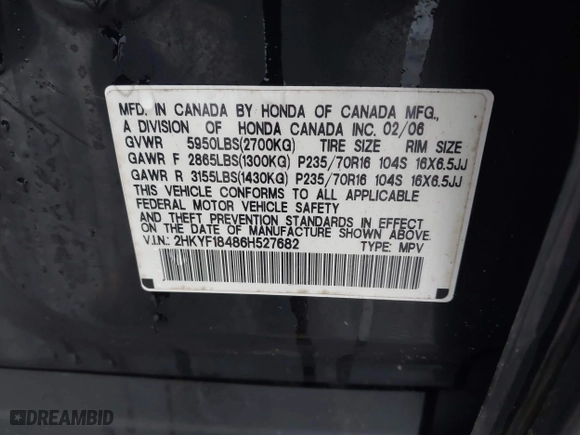 MFD. IN CANADA BY HONDA OF CANADA MFG.,
A DIVISION OF HONDA CANADA INC. 02/06
GVWR 5950LBS(2700KG) TIRE SIZE RIM SIZE
GAWR F 2865LBS(1300KG) P235/70R16 104S 16X6.5JJ
GAWR R 3155LBS(1430KG) P235/70R16 104S 16X6.5JJ
THIS VEHICLE CONFORMS TO ALL APPLICABLE
FEDERAL MOTOR VEHICLE SAFETY
AND THEFT PREVENTION STANDARDS IN EFFECT
ON THE DATE OF MANUFACTURE SHOWN ABOVE.
V.I.N.: 2HKYF18486H527682 TYPE: MPV
DREAMBID